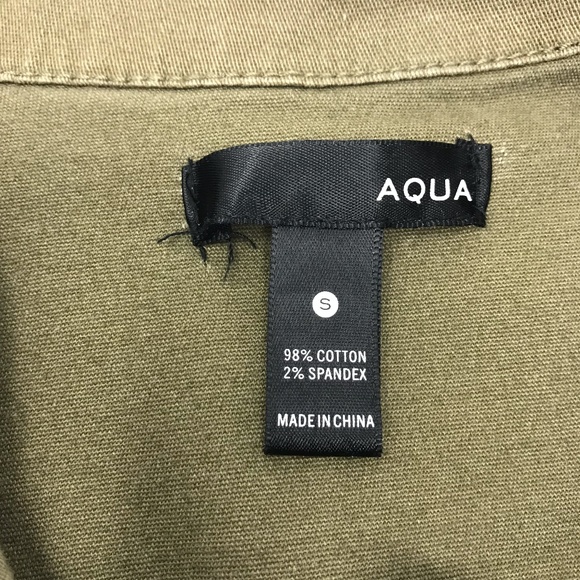 AQUA
S
98% COTTON
2% SPANDEX
MADE IN CHINA